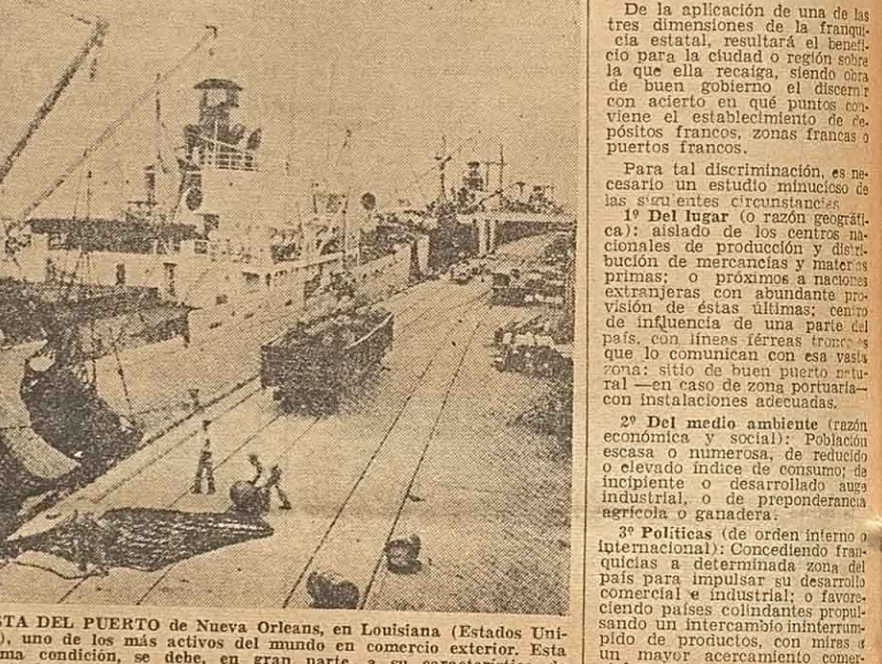 De la aplicación de una de las
tres dimensiones de la franqui-
cia estatal, resultará el benefi-
cio para la ciudad o región sobre
la que ella recaiga, siendo obra
de buen gobierno el discernir
con acierto en qué puntos con-
viene el establecimiento de de-
pósitos francos, zonas francas o
puertos francos.
Para tal discriminación, es ne-
cesario un estudio minucioso de
las siguientes circunstancias
1º Del lugar (o razón geográfi-
ca): aislado de los centros na-
cionales de producción y distri-
bución de mercancías y materias
primas; o próximos a naciones
extranjeras con abundante pro-
visión de éstas últimas; centro
de influencia de una parte del
país, con líneas férreas troncales
que lo comunican con esa vasta
zona; sitio de buen puerto natu-
ral —en caso de zona portuaria—
con instalaciones adecuadas.
2º Del medio ambiente (razón
económica y social): Población
escasa o numerosa, de reducido
o elevado índice de consumo; de
incipiente o desarrollado auge
industrial, o de preponderancia
agrícola o ganadera.
3º Políticas (de orden interno o
internacional): Concediendo fran-
quicias a determinada zona del
país para impulsar su desarrollo
comercial e industrial; o favore-
ciendo países colindantes propul-
sando un intercambio ininterrum-
pido de productos, con miras a
un mayor acercamiento comer-
STA DEL PUERTO de Nueva Orleans, en Louisiana (Estados Uni-
), uno de los más activos del mundo en comercio exterior. Esta
ma condición, se debe, en gran parte, a su característica de